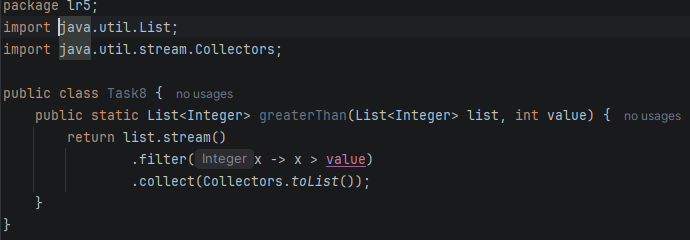 package lr5;
import java.util.List;
import java.util.stream.Collectors;
public class Task8 { no usages
public static List<Integer> greaterThan(List<Integer> list, int value) { no usages
return list.stream()
.filter( Integer x -> x > value)
.collect(Collectors.toList());
}
}